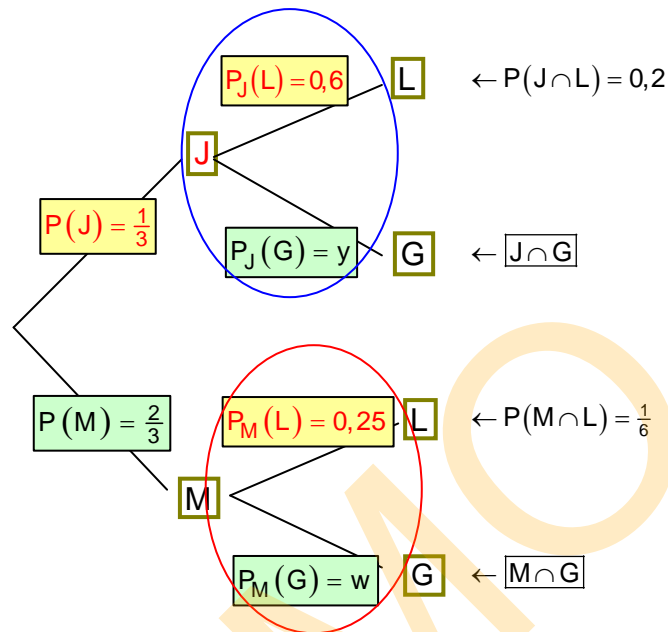 P_J(L) = 0,6
L
← P(J∩L) = 0,2
J
P(J) = 1/3
P_J(G) = y
G
← J∩G
P(M) = 2/3
P_M(L) = 0,25
L
← P(M∩L) = 1/6
M
P_M(G) = w
G
← M∩G